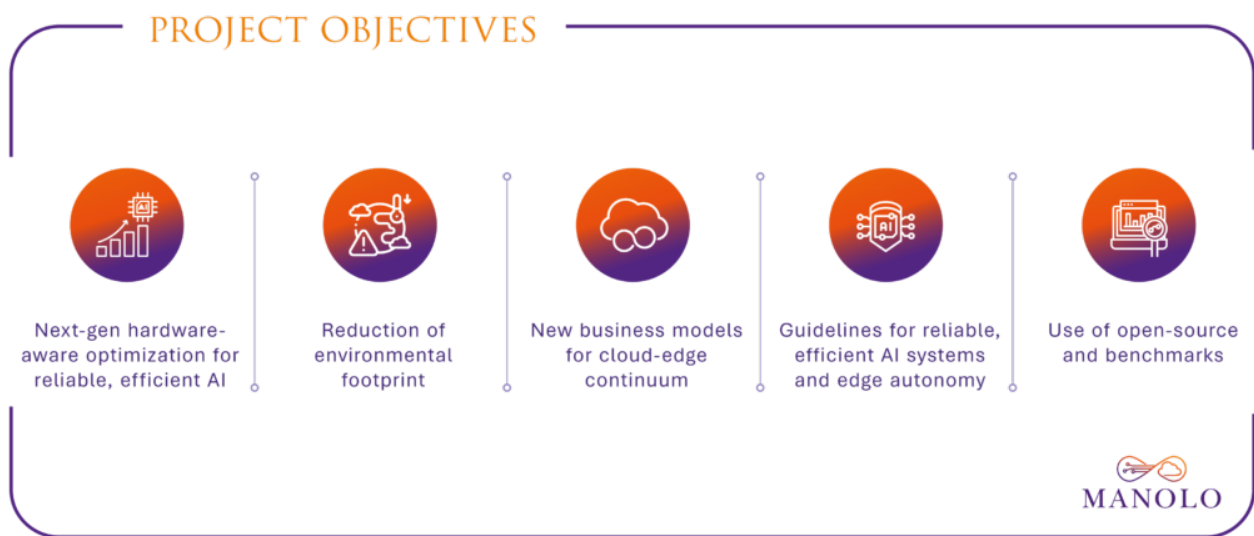 PROJECT OBJECTIVES
AI
AI
Next-gen hardware-
aware optimization for
reliable, efficient AI
Reduction of
environmental
footprint
New business models
for cloud-edge
continuum
Guidelines for reliable,
efficient AI systems
and edge autonomy
Use of open-source
and benchmarks
MANOLO